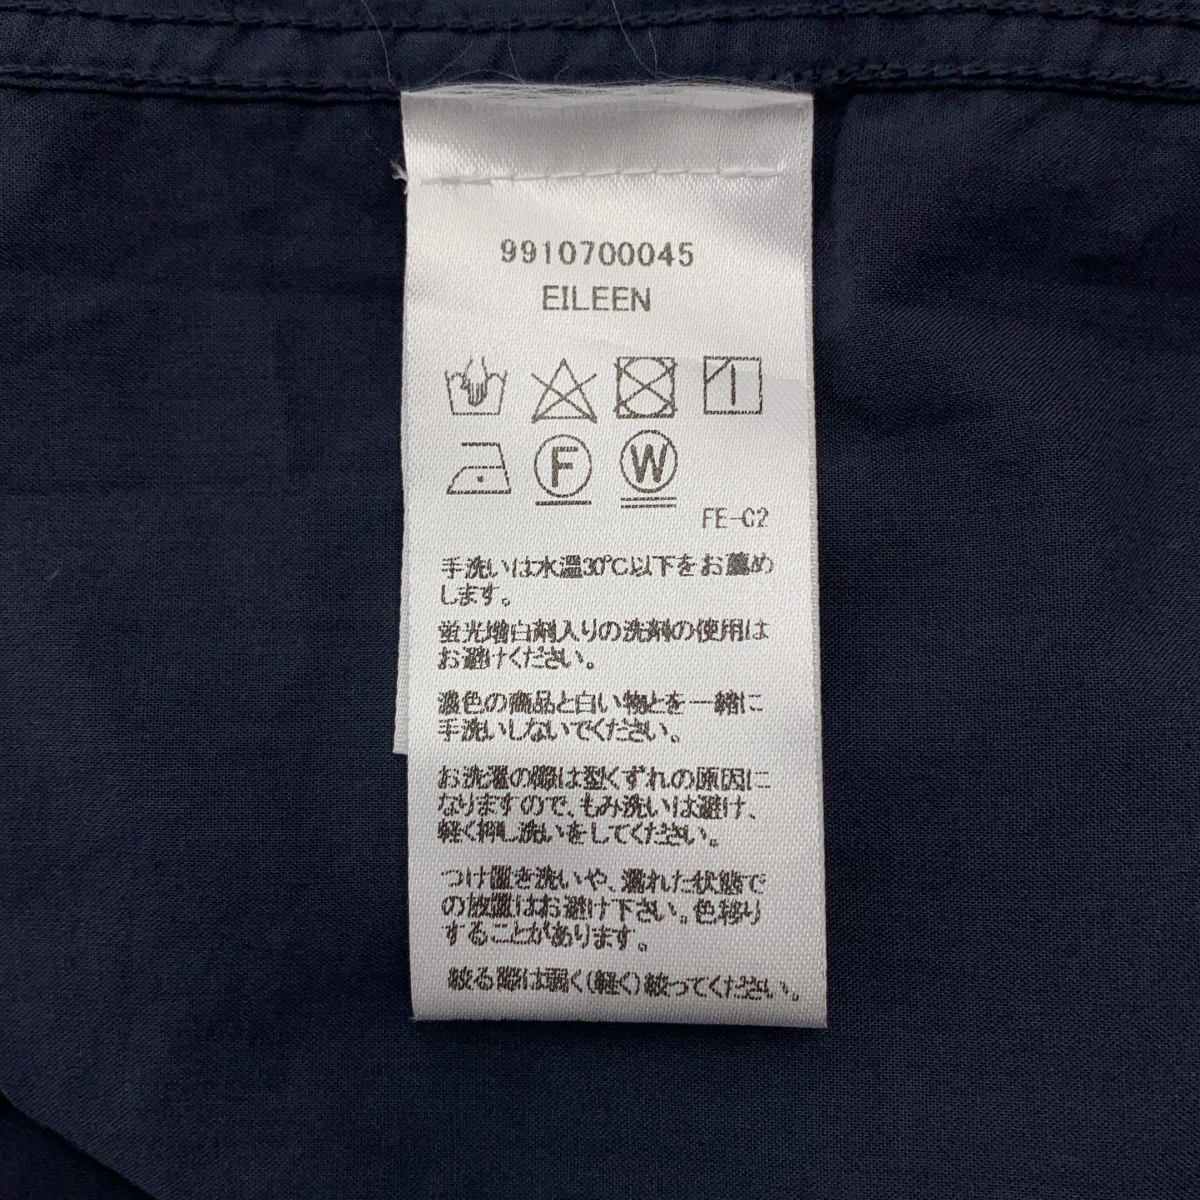 9910700045
EILEEN
F W
FE-C2
手洗いは水温30℃以下をお薦め
します。
蛍光増白剤入りの洗剤の使用は
お避けください。
濃色の商品と白い物とを一緒に
手洗いしないでください。
お洗濯の際は型くずれの原因に
なりますので、もみ洗いは避け、
軽く押し洗いをしてください。
つけ置き洗いや、濡れた状態で
の放置はお避け下さい。色移り
することがあります。
絞る際は弱く(軽く)絞ってください。